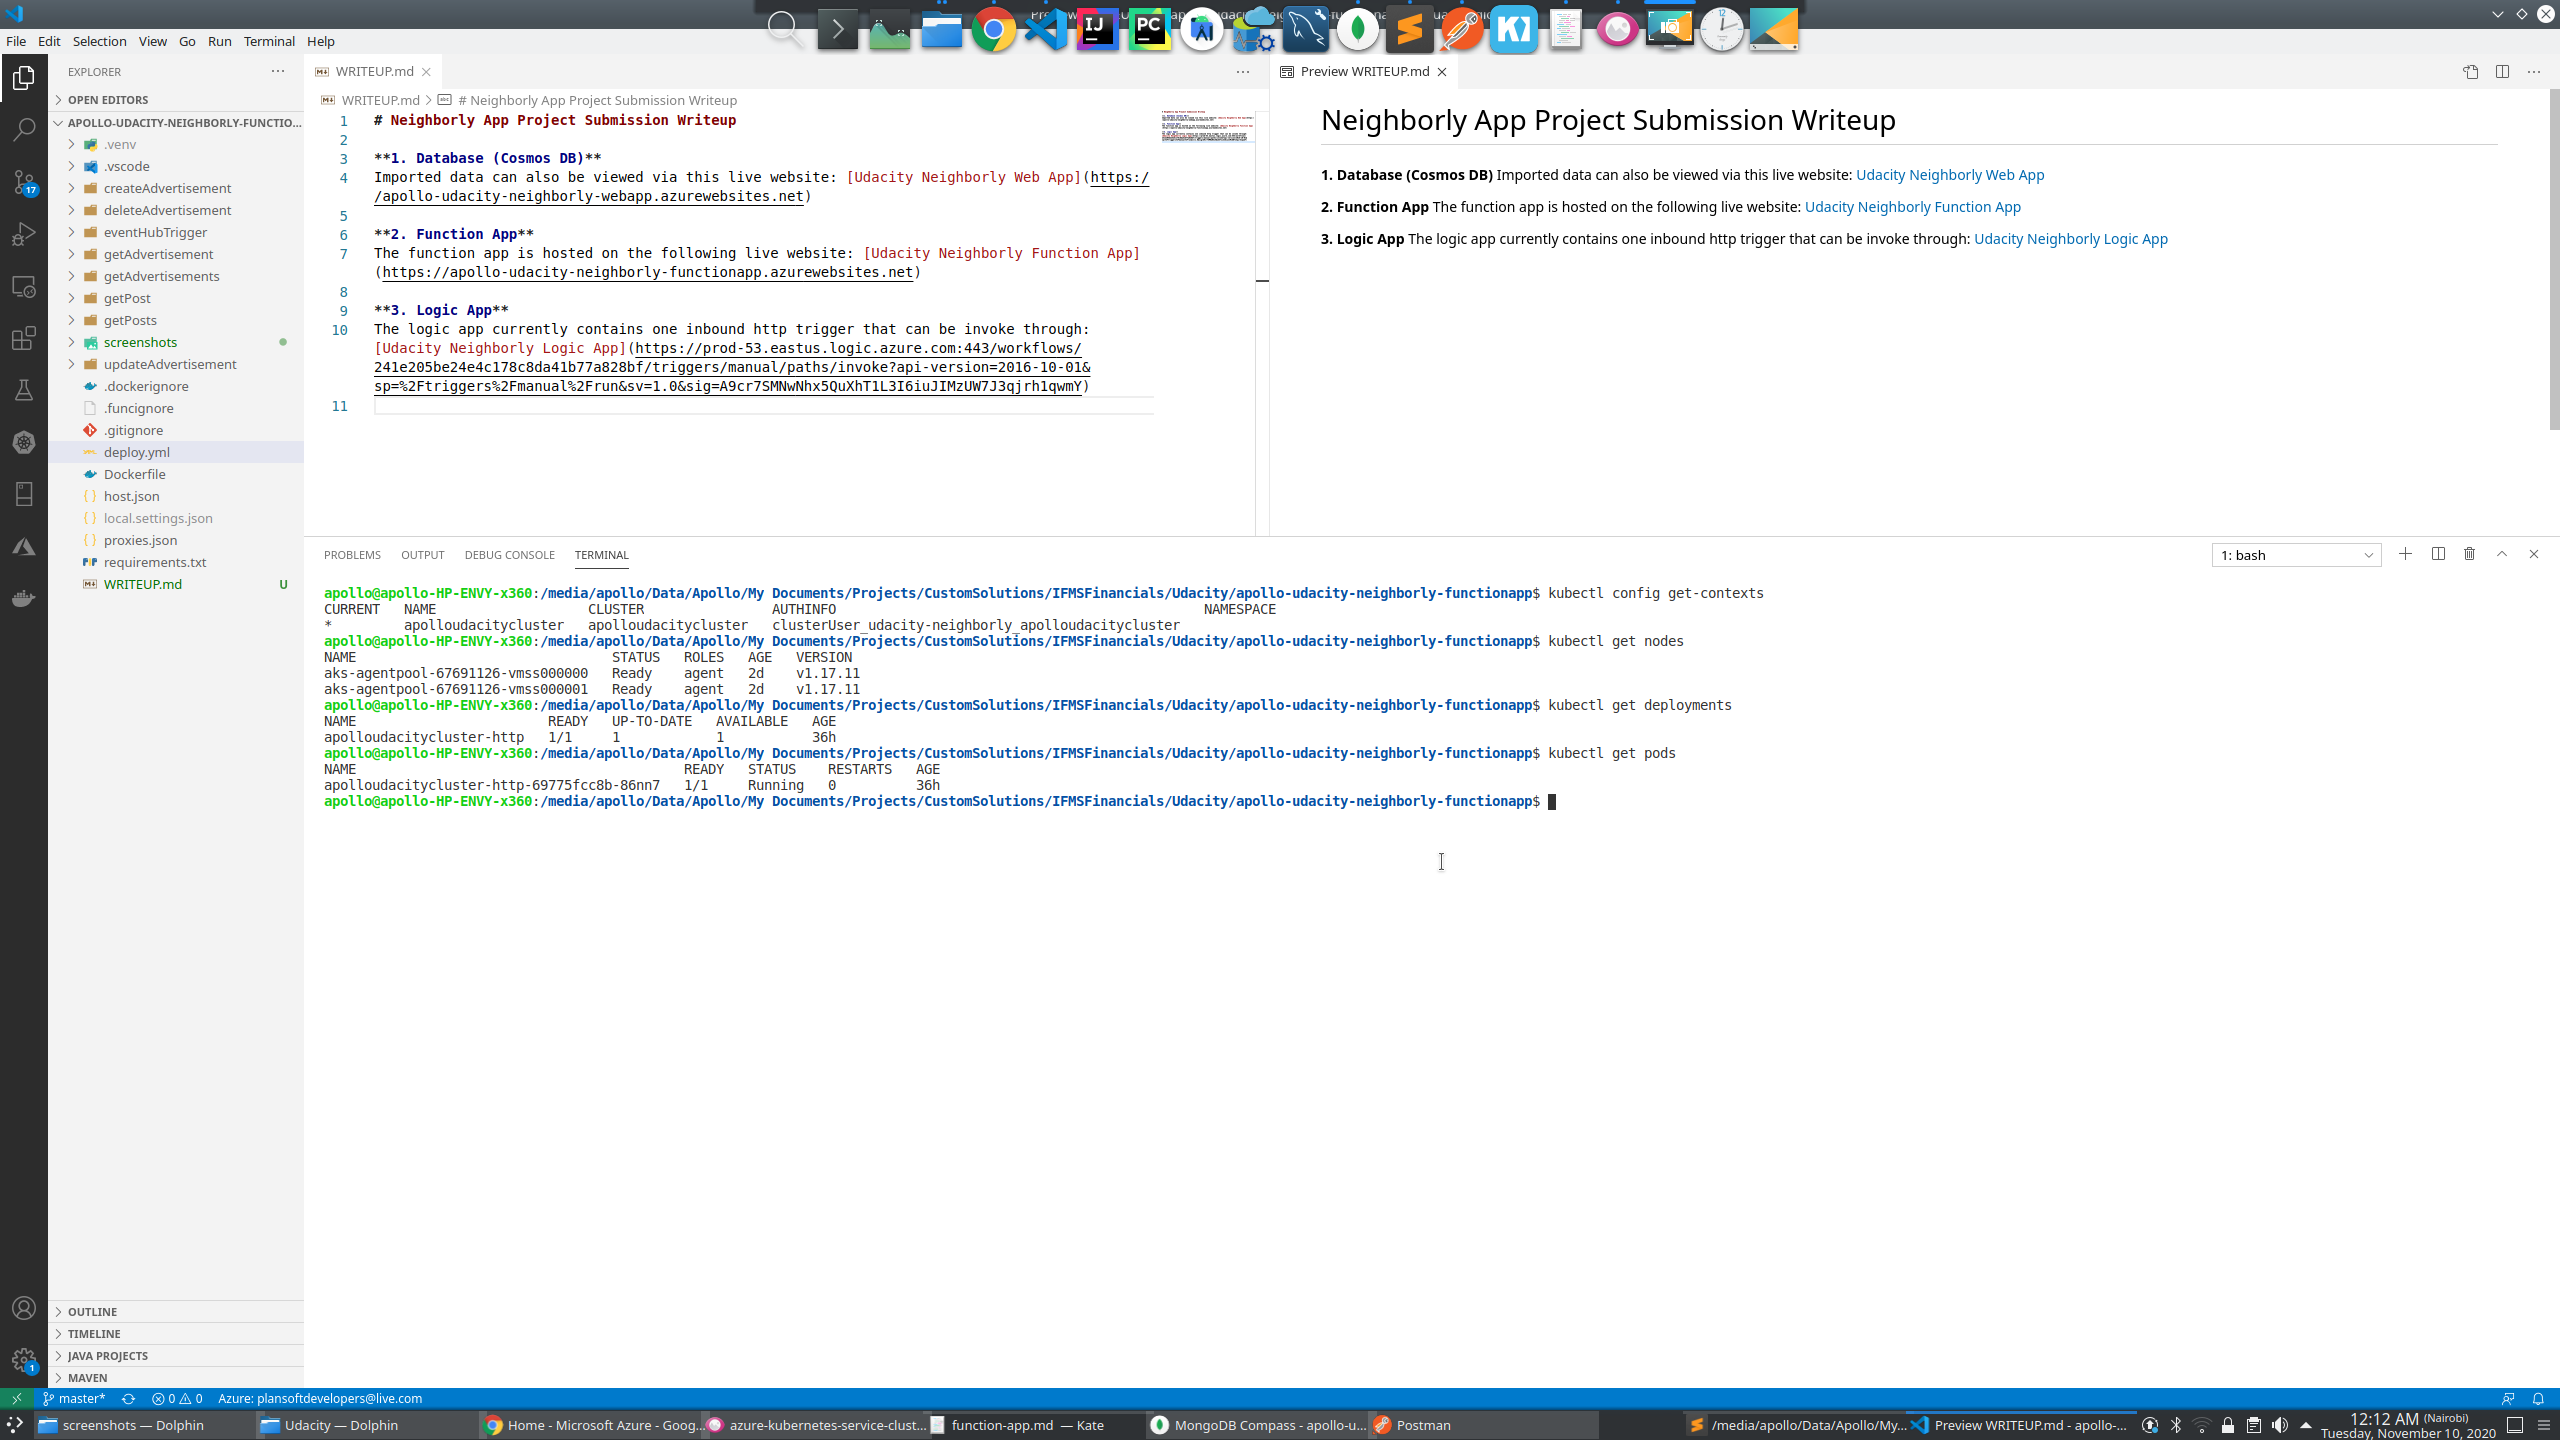 File Edit Selection View Go Run Terminal Help
EXPLORER
OPEN EDITORS
APOLLO-UDACITY-NEIGHBORLY-FUNCTIO...
.venv
.vscode
createAdvertisement
deleteAdvertisement
eventHubTrigger
getAdvertisement
getAdvertisements
getPost
getPosts
screenshots
updateAdvertisement
.dockerignore
.funcignore
.gitignore
deploy.yml
Dockerfile
host.json
local.settings.json
proxies.json
requirements.txt
WRITEUP.md U
OUTLINE
TIMELINE
JAVA PROJECTS
MAVEN
17
1
WRITEUP.md
WRITEUP.md > # Neighborly App Project Submission Writeup
1 # Neighborly App Project Submission Writeup
2
3 **1. Database (Cosmos DB)**
4 Imported data can also be viewed via this live website: [Udacity Neighborly Web App](https:/
/apollo-udacity-neighborly-webapp.azurewebsites.net)
5
6 **2. Function App**
7 The function app is hosted on the following live website: [Udacity Neighborly Function App]
(https://apollo-udacity-neighborly-functionapp.azurewebsites.net)
8
9 **3. Logic App**
10 The logic app currently contains one inbound http trigger that can be invoke through:
[Udacity Neighborly Logic App](https://prod-53.eastus.logic.azure.com:443/workflows/
241e205be24e4c178c8da41b77a828bf/triggers/manual/paths/invoke?api-version=2016-10-01&
sp=%2Ftriggers%2Fmanual%2Frun&sv=1.0&sig=A9cr7SMNwNhx5QuXhT1L3I6iuJIMzUW7J3qjrh1qwmY)
11
Preview WRITEUP.md
Neighborly App Project Submission Writeup
1. Database (Cosmos DB) Imported data can also be viewed via this live website: Udacity Neighborly Web App
2. Function App The function app is hosted on the following live website: Udacity Neighborly Function App
3. Logic App The logic app currently contains one inbound http trigger that can be invoke through: Udacity Neighborly Logic App
PROBLEMS OUTPUT DEBUG CONSOLE TERMINAL
1: bash
apollo@apollo-HP-ENVY-x360:/media/apollo/Data/Apollo/My Documents/Projects/CustomSolutions/IFMSFinancials/Udacity/apollo-udacity-neighborly-functionapp$ kubectl config get-contexts
CURRENT NAME CLUSTER AUTHINFO NAMESPACE
* apolloudacitycluster apolloudacitycluster clusterUser_udacity-neighborly_apolloudacitycluster
apollo@apollo-HP-ENVY-x360:/media/apollo/Data/Apollo/My Documents/Projects/CustomSolutions/IFMSFinancials/Udacity/apollo-udacity-neighborly-functionapp$ kubectl get nodes
NAME STATUS ROLES AGE VERSION
aks-agentpool-67691126-vmss000000 Ready agent 2d v1.17.11
aks-agentpool-67691126-vmss000001 Ready agent 2d v1.17.11
apollo@apollo-HP-ENVY-x360:/media/apollo/Data/Apollo/My Documents/Projects/CustomSolutions/IFMSFinancials/Udacity/apollo-udacity-neighborly-functionapp$ kubectl get deployments
NAME READY UP-TO-DATE AVAILABLE AGE
apolloudacitycluster-http 1/1 1 1 36h
apollo@apollo-HP-ENVY-x360:/media/apollo/Data/Apollo/My Documents/Projects/CustomSolutions/IFMSFinancials/Udacity/apollo-udacity-neighborly-functionapp$ kubectl get pods
NAME READY STATUS RESTARTS AGE
apolloudacitycluster-http-69775fcc8b-86nn7 1/1 Running 0 36h
apollo@apollo-HP-ENVY-x360:/media/apollo/Data/Apollo/My Documents/Projects/CustomSolutions/IFMSFinancials/Udacity/apollo-udacity-neighborly-functionapp$
master* 0 0 Azure: plansoftdevelopers@live.com
screenshots — Dolphin
Udacity — Dolphin
Home - Microsoft Azure - Goog...
azure-kubernetes-service-clust...
function-app.md — Kate
MongoDB Compass - apollo-u...
Postman
/media/apollo/Data/Apollo/My...
Preview WRITEUP.md - apollo-...
12:12 AM (Nairobi)
Tuesday, November 10, 2020